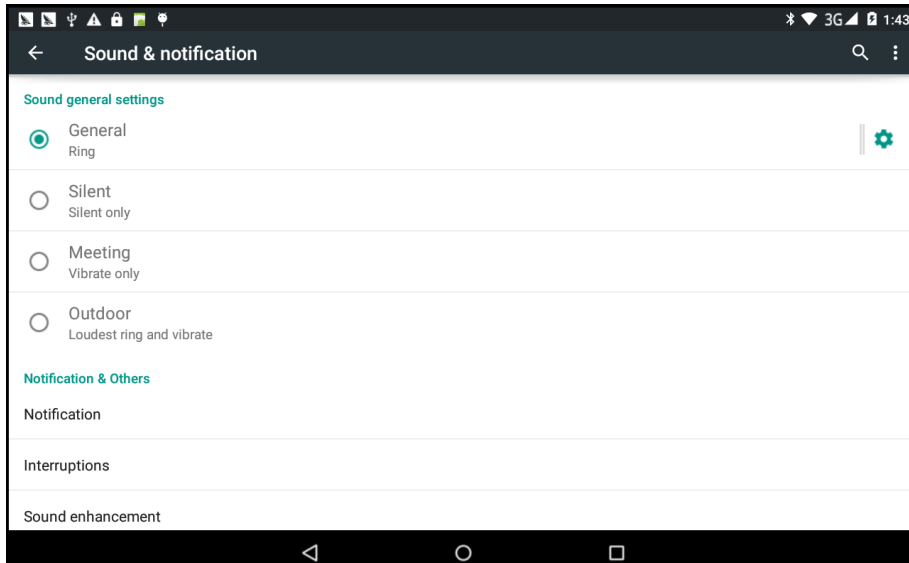 3G 1:43
Sound & notification
Sound general settings
General
Ring
Silent
Silent only
Meeting
Vibrate only
Outdoor
Loudest ring and vibrate
Notification & Others
Notification
Interruptions
Sound enhancement